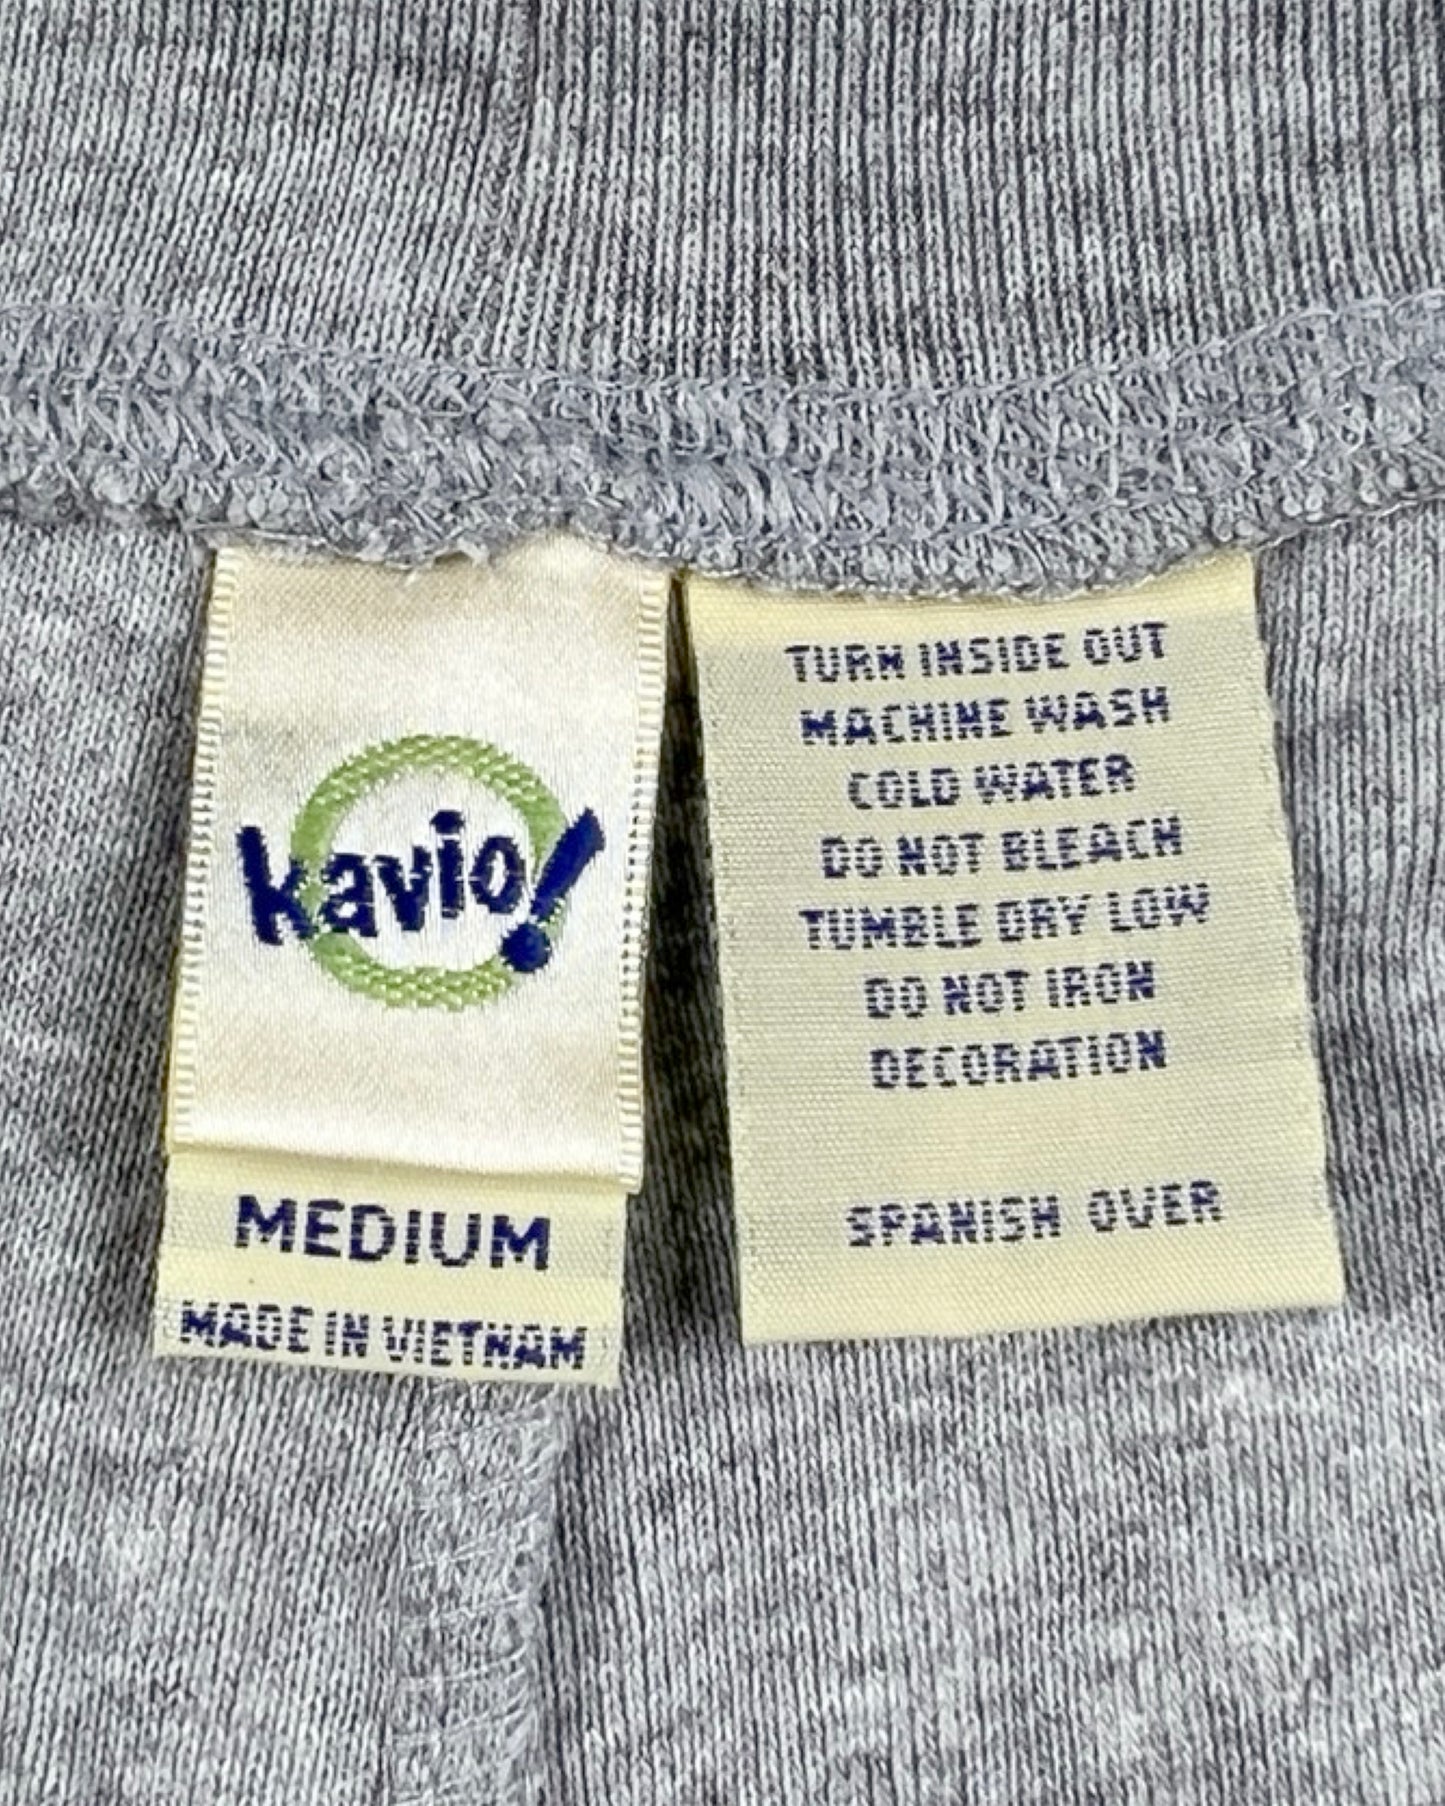 kavio!
MEDIUM
MADE IN VIETNAM
TURN INSIDE OUT
MACHINE WASH
COLD WATER
DO NOT BLEACH
TUMBLE DRY LOW
DO NOT IRON
DECORATION
SPANISH OVER